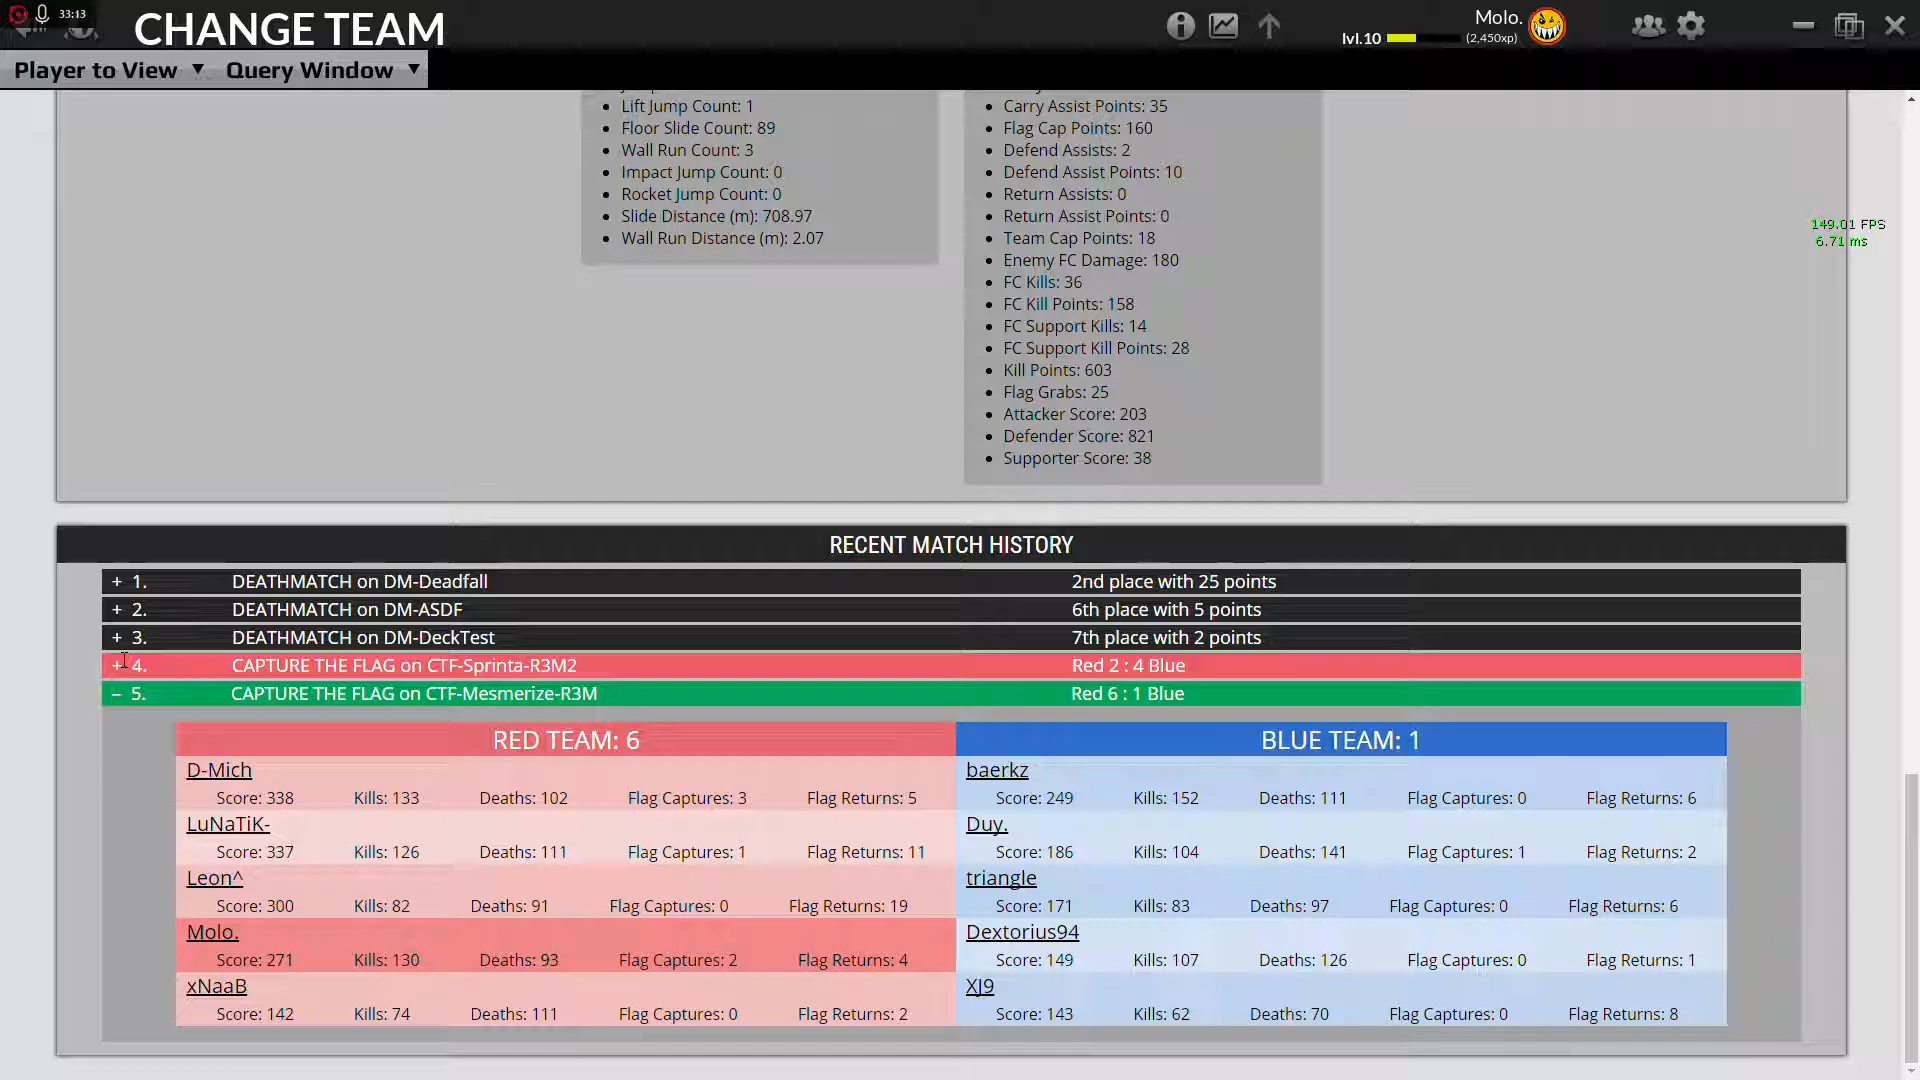 33:13
CHANGE TEAM
Molo.
lvl.10
(2,450xp)
Player to View ▼ Query Window ▼
149.01 FPS
6.71 ms
• Lift Jump Count: 1
• Floor Slide Count: 89
• Wall Run Count: 3
• Impact Jump Count: 0
• Rocket Jump Count: 0
• Slide Distance (m): 708.97
• Wall Run Distance (m): 2.07
• Carry Assist Points: 35
• Flag Cap Points: 160
• Defend Assists: 2
• Defend Assist Points: 10
• Return Assists: 0
• Return Assist Points: 0
• Team Cap Points: 18
• Enemy FC Damage: 180
• FC Kills: 36
• FC Kill Points: 158
• FC Support Kills: 14
• FC Support Kill Points: 28
• Kill Points: 603
• Flag Grabs: 25
• Attacker Score: 203
• Defender Score: 821
• Supporter Score: 38
RECENT MATCH HISTORY
+ 1. DEATHMATCH on DM-Deadfall 2nd place with 25 points
+ 2. DEATHMATCH on DM-ASDF 6th place with 5 points
+ 3. DEATHMATCH on DM-DeckTest 7th place with 2 points
+ 4. CAPTURE THE FLAG on CTF-Sprinta-R3M2 Red 2 : 4 Blue
– 5. CAPTURE THE FLAG on CTF-Mesmerize-R3M Red 6 : 1 Blue
RED TEAM: 6
D-Mich
Score: 338 Kills: 133 Deaths: 102 Flag Captures: 3 Flag Returns: 5
LuNaTiK-
Score: 337 Kills: 126 Deaths: 111 Flag Captures: 1 Flag Returns: 11
Leon^
Score: 300 Kills: 82 Deaths: 91 Flag Captures: 0 Flag Returns: 19
Molo.
Score: 271 Kills: 130 Deaths: 93 Flag Captures: 2 Flag Returns: 4
xNaaB
Score: 142 Kills: 74 Deaths: 111 Flag Captures: 0 Flag Returns: 2
BLUE TEAM: 1
baerkz
Score: 249 Kills: 152 Deaths: 111 Flag Captures: 0 Flag Returns: 6
Duy.
Score: 186 Kills: 104 Deaths: 141 Flag Captures: 1 Flag Returns: 2
triangle
Score: 171 Kills: 83 Deaths: 97 Flag Captures: 0 Flag Returns: 6
Dextorius94
Score: 149 Kills: 107 Deaths: 126 Flag Captures: 0 Flag Returns: 1
XJ9
Score: 143 Kills: 62 Deaths: 70 Flag Captures: 0 Flag Returns: 8